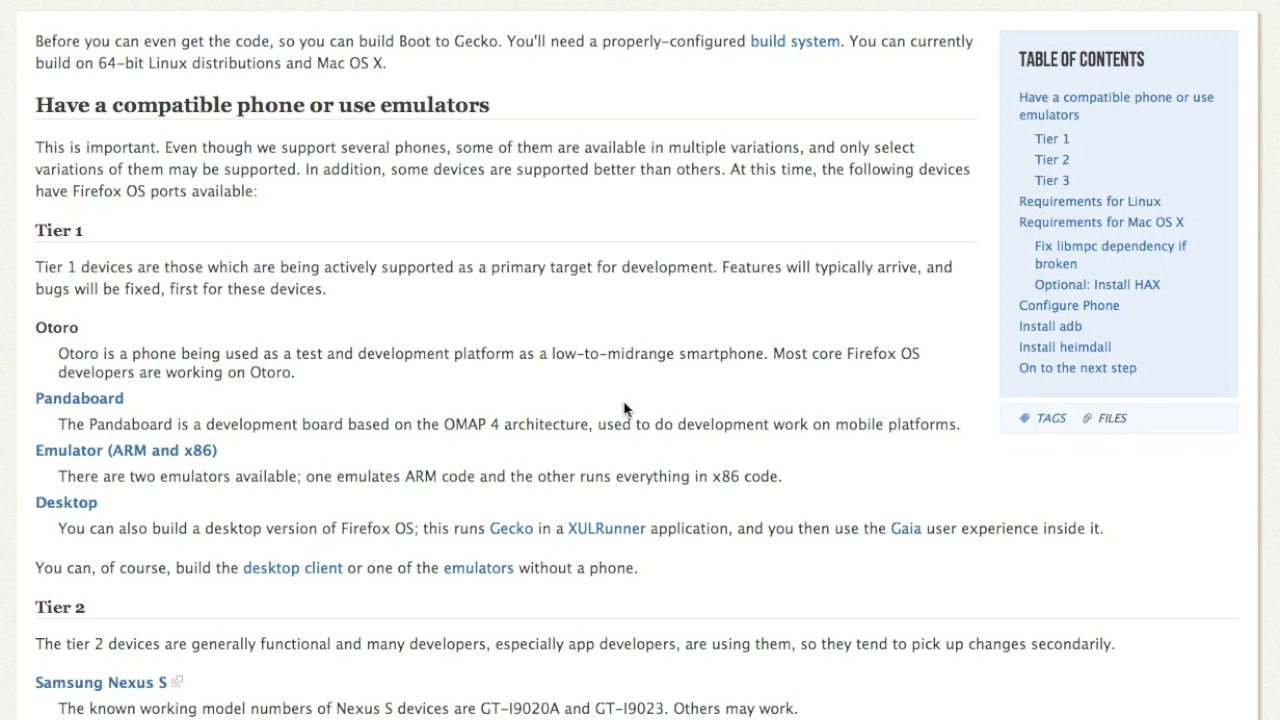 Before you can even get the code, so you can build Boot to Gecko. You'll need a properly-configured build system. You can currently
build on 64-bit Linux distributions and Mac OS X.
Have a compatible phone or use emulators
This is important. Even though we support several phones, some of them are available in multiple variations, and only select
variations of them may be supported. In addition, some devices are supported better than others. At this time, the following devices
have Firefox OS ports available:
Tier 1
Tier 1 devices are those which are being actively supported as a primary target for development. Features will typically arrive, and
bugs will be fixed, first for these devices.
Otoro
Otoro is a phone being used as a test and development platform as a low-to-midrange smartphone. Most core Firefox OS
developers are working on Otoro.
Pandaboard
The Pandaboard is a development board based on the OMAP 4 architecture, used to do development work on mobile platforms.
Emulator (ARM and x86)
There are two emulators available; one emulates ARM code and the other runs everything in x86 code.
Desktop
You can also build a desktop version of Firefox OS; this runs Gecko in a XULRunner application, and you then use the Gaia user experience inside it.
You can, of course, build the desktop client or one of the emulators without a phone.
Tier 2
The tier 2 devices are generally functional and many developers, especially app developers, are using them, so they tend to pick up changes secondarily.
Samsung Nexus S
The known working model numbers of Nexus S devices are GT-I9020A and GT-I9023. Others may work.
TABLE OF CONTENTS
Have a compatible phone or use
emulators
Tier 1
Tier 2
Tier 3
Requirements for Linux
Requirements for Mac OS X
Fix libmpc dependency if
broken
Optional: Install HAX
Configure Phone
Install adb
Install heimdall
On to the next step
TAGS FILES